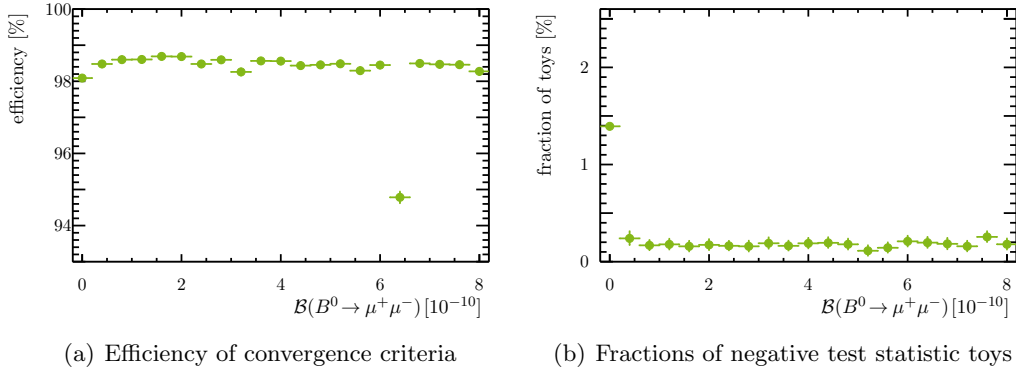 100
98
96
94
efficiency [%]
0 2 4 6 8
B(B⁰ → μ⁺μ⁻) [10⁻¹⁰]
(a) Efficiency of convergence criteria
2
1
0
fraction of toys [%]
0 2 4 6 8
B(B⁰ → μ⁺μ⁻) [10⁻¹⁰]
(b) Fractions of negative test statistic toys